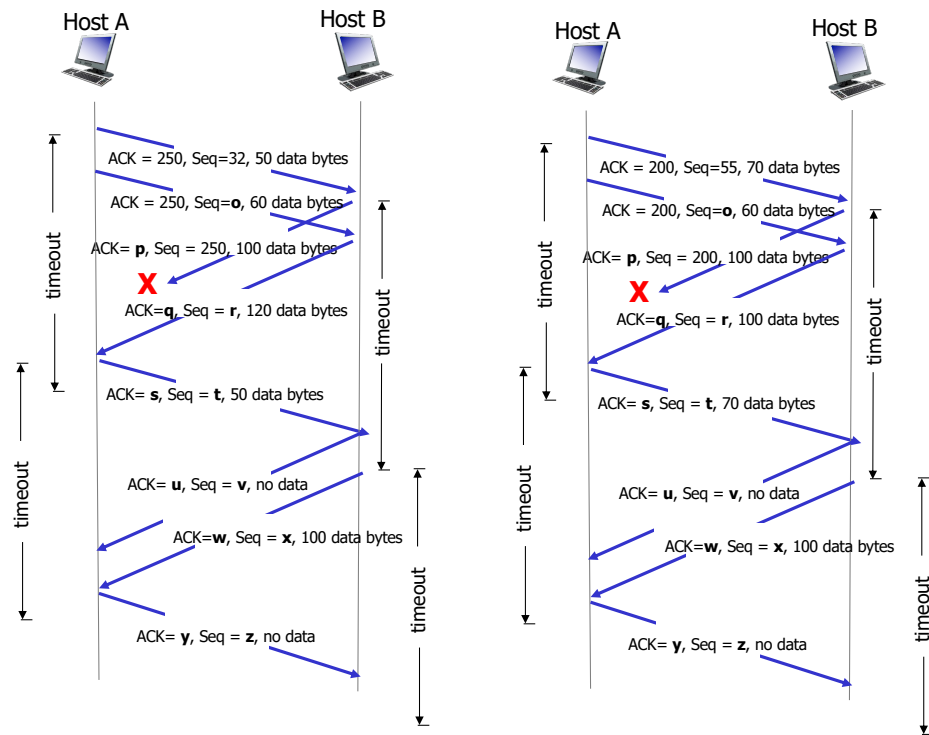 Host A
Host B
timeout
ACK = 250, Seq=32, 50 data bytes
ACK = 250, Seq=o, 60 data bytes
ACK= p, Seq = 250, 100 data bytes
X
ACK=q, Seq = r, 120 data bytes
timeout
ACK= s, Seq = t, 50 data bytes
timeout
ACK= u, Seq = v, no data
ACK=w, Seq = x, 100 data bytes
timeout
ACK= y, Seq = z, no data
Host A
Host B
timeout
ACK = 200, Seq=55, 70 data bytes
ACK = 200, Seq=o, 60 data bytes
ACK= p, Seq = 200, 100 data bytes
X
ACK=q, Seq = r, 100 data bytes
timeout
ACK= s, Seq = t, 70 data bytes
timeout
ACK= u, Seq = v, no data
ACK=w, Seq = x, 100 data bytes
timeout
ACK= y, Seq = z, no data